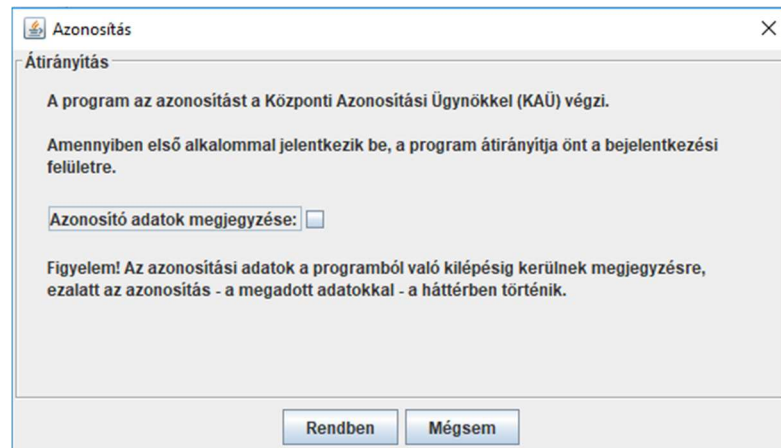 Azonosítás
Átirányítás
A program az azonosítást a Központi Azonosítási Ügynökkel (KAÜ) végzi.
Amennyiben első alkalommal jelentkezik be, a program átirányítja önt a bejelentkezési
felületre.
Azonosító adatok megjegyzése:
Figyelem! Az azonosítási adatok a programból való kilépésig kerülnek megjegyzésre,
ezalatt az azonosítás - a megadott adatokkal - a háttérben történik.
Rendben Mégsem